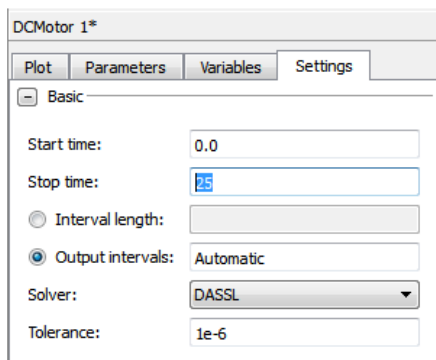 DCMotor 1*
Plot Parameters Variables Settings
Basic
Start time: 0.0
Stop time: 25
Interval length:
Output intervals: Automatic
Solver: DASSL
Tolerance: 1e-6